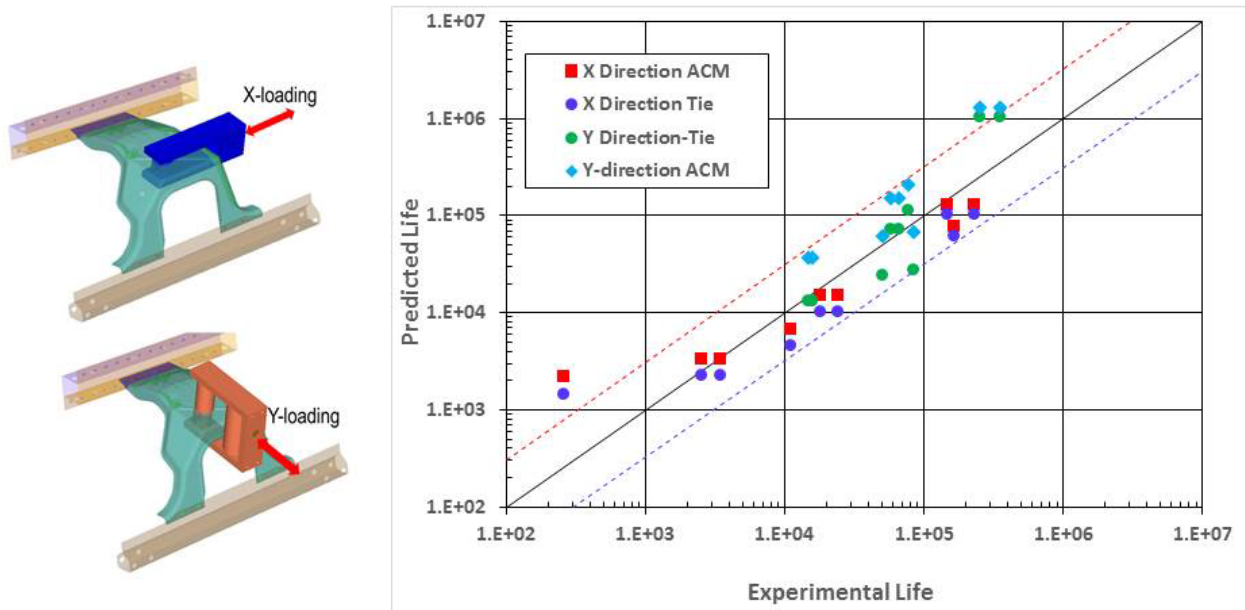 X-loading
Y-loading
1.E+07
1.E+06
1.E+05
1.E+04
1.E+03
1.E+02
Predicted Life
X Direction ACM
X Direction Tie
Y Direction-Tie
Y-direction ACM
1.E+02 1.E+03 1.E+04 1.E+05 1.E+06 1.E+07
Experimental Life